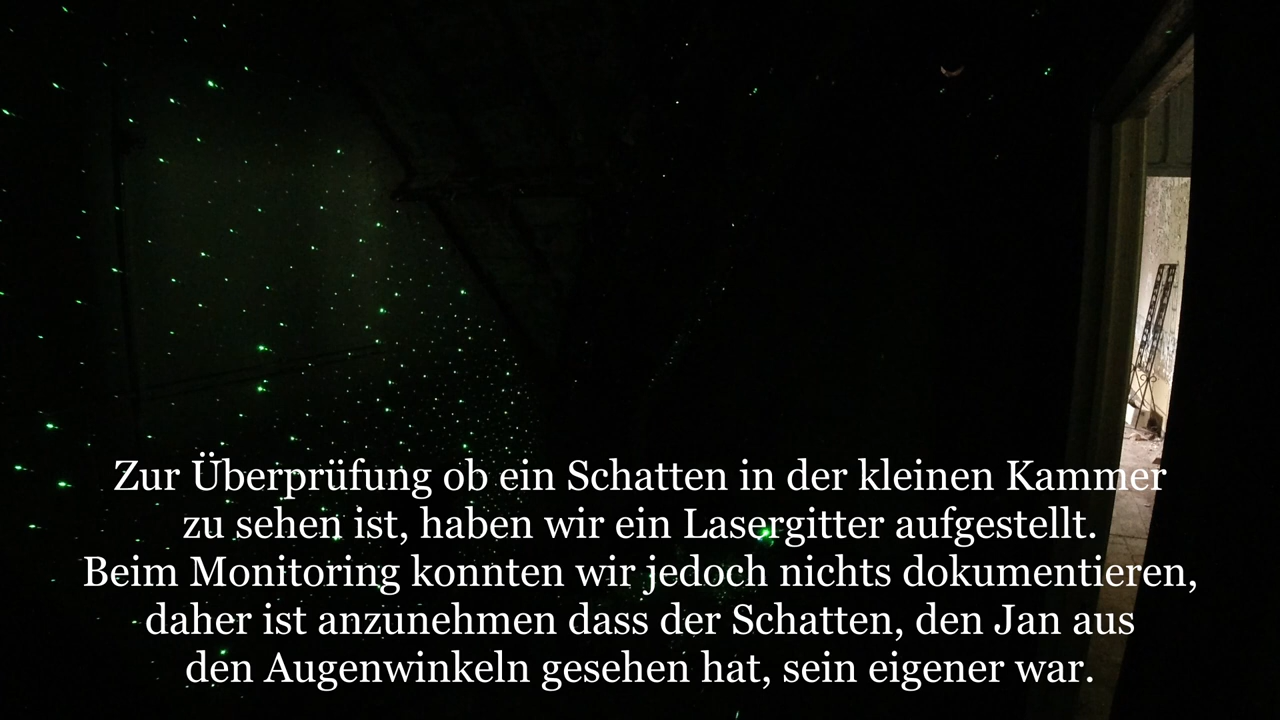 Zur Überprüfung ob ein Schatten in der kleinen Kammer
zu sehen ist, haben wir ein Lasergitter aufgestellt.
Beim Monitoring konnten wir jedoch nichts dokumentieren,
daher ist anzunehmen dass der Schatten, den Jan aus
den Augenwinkeln gesehen hat, sein eigener war.